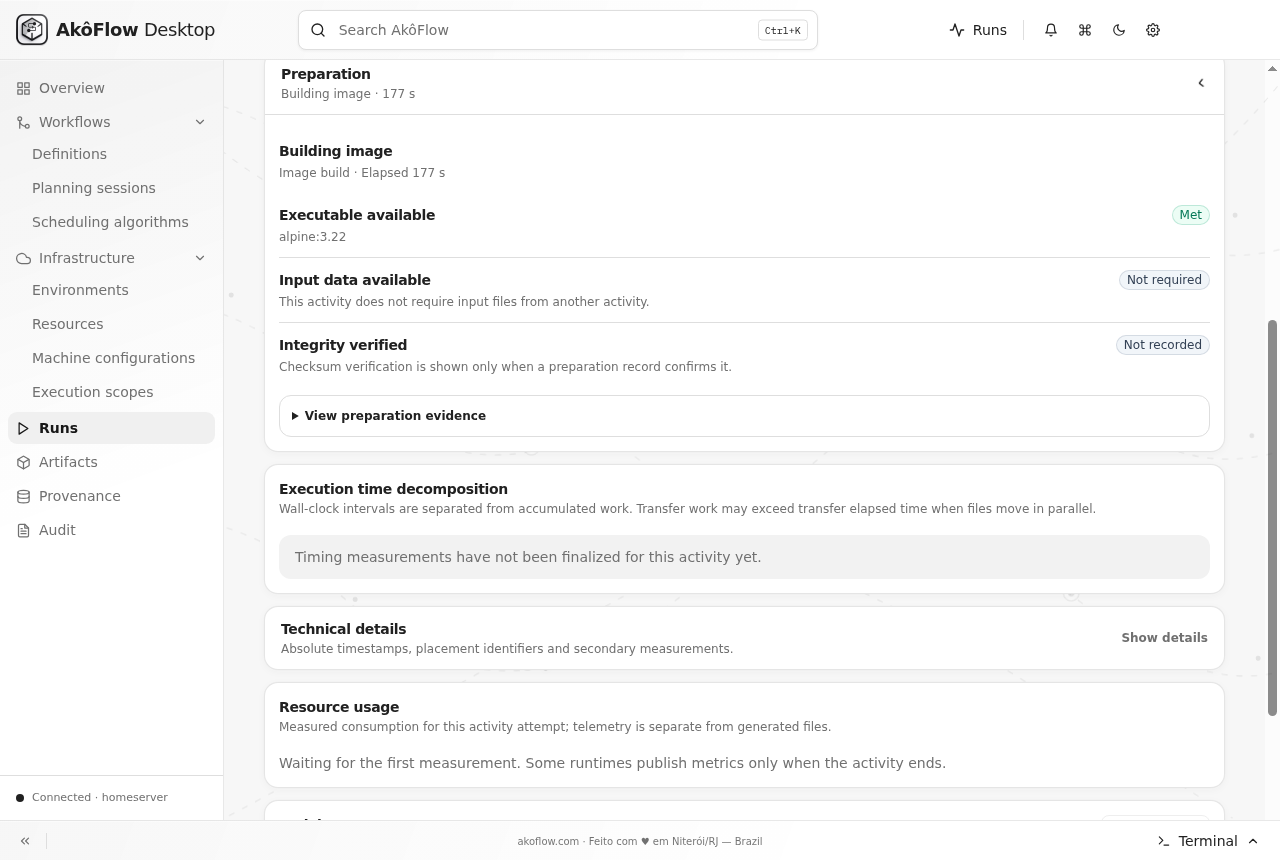 AkôFlow Desktop
Search AkôFlow
Ctrl+K
Runs
Overview
Workflows
Definitions
Planning sessions
Scheduling algorithms
Infrastructure
Environments
Resources
Machine configurations
Execution scopes
Runs
Artifacts
Provenance
Audit
Connected · homeserver
Preparation
Building image · 177 s
Building image
Image build · Elapsed 177 s
Executable available
Met
alpine:3.22
Input data available
Not required
This activity does not require input files from another activity.
Integrity verified
Not recorded
Checksum verification is shown only when a preparation record confirms it.
View preparation evidence
Execution time decomposition
Wall-clock intervals are separated from accumulated work. Transfer work may exceed transfer elapsed time when files move in parallel.
Timing measurements have not been finalized for this activity yet.
Technical details
Absolute timestamps, placement identifiers and secondary measurements.
Show details
Resource usage
Measured consumption for this activity attempt; telemetry is separate from generated files.
Waiting for the first measurement. Some runtimes publish metrics only when the activity ends.
akoflow.com · Feito com ♥ em Niterói/RJ — Brazil
Terminal